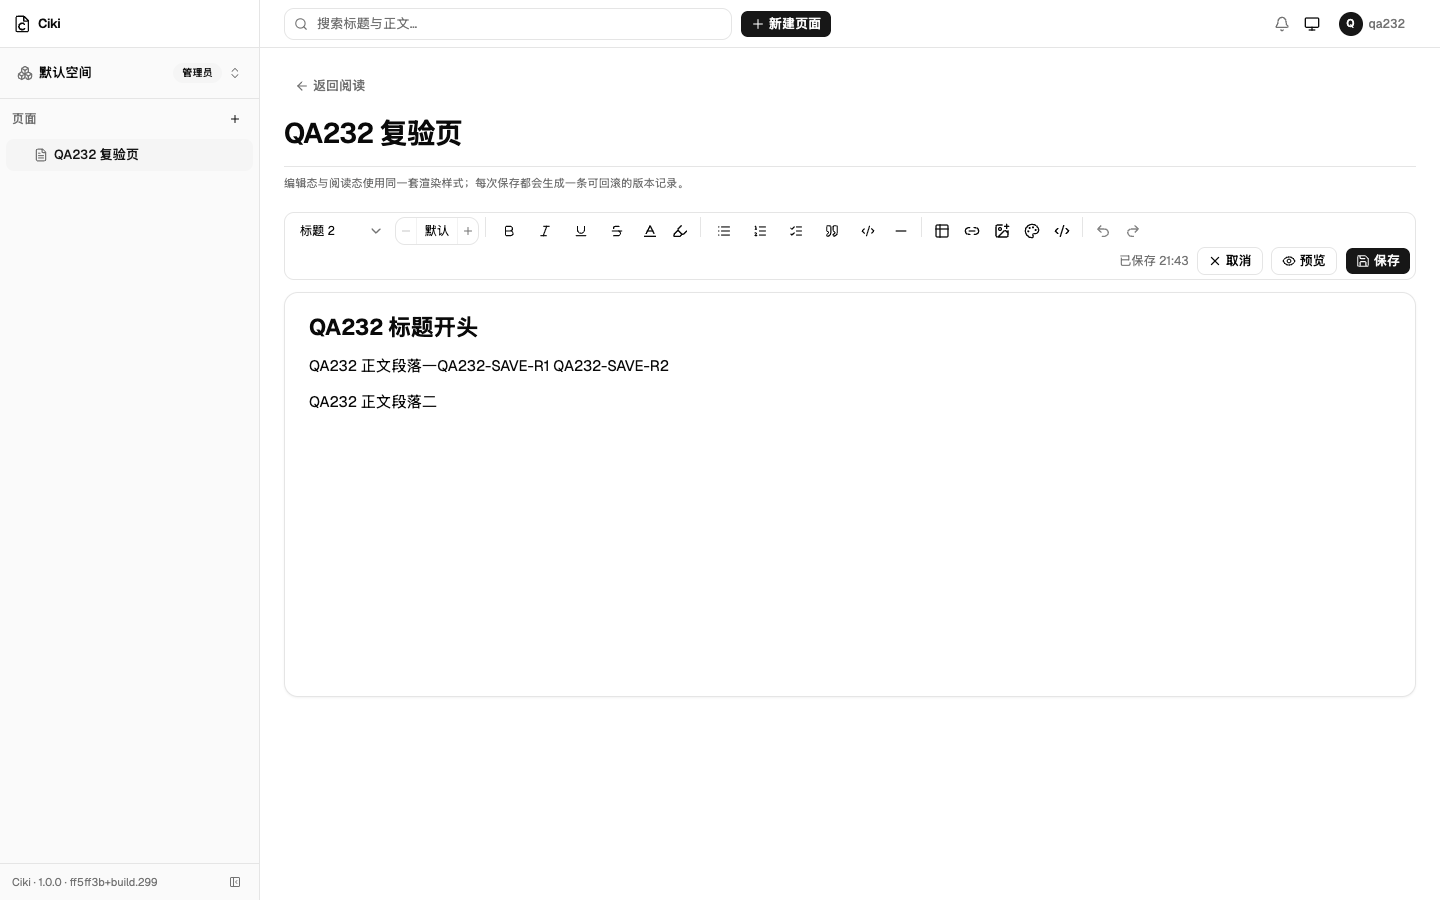 Ciki
搜索标题与正文...
新建页面
Q qa232
默认空间 管理员
返回阅读
页面
QA232 复验页
QA232 复验页
编辑态与阅读态使用同一套渲染样式；每次保存都会生成一条可回滚的版本记录。
标题 2 默认
已保存 21:43 取消 预览 保存
QA232 标题开头
QA232 正文段落一QA232-SAVE-R1 QA232-SAVE-R2
QA232 正文段落二
Ciki · 1.0.0 · ff5ff3b+build.299